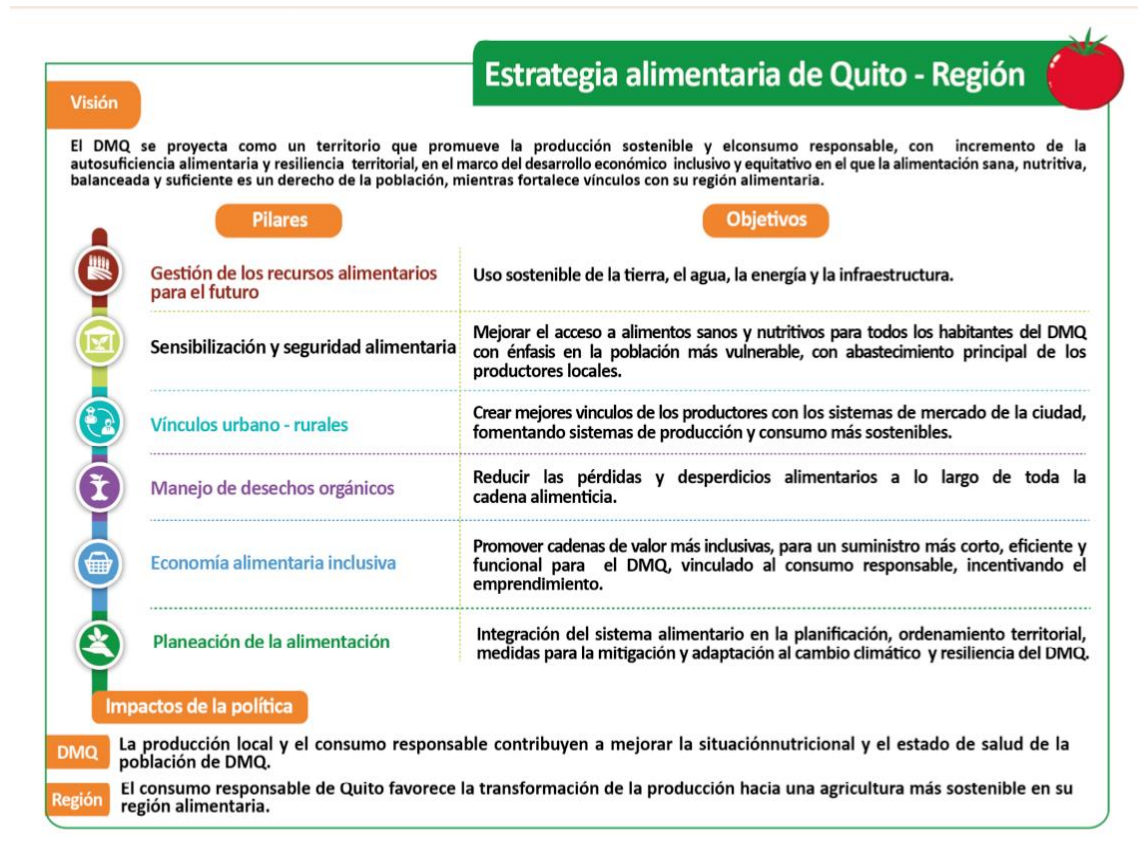 Estrategia alimentaria de Quito - Región
Visión
El DMQ se proyecta como un territorio que promueve la producción sostenible y elconsumo responsable, con incremento de la
autosuficiencia alimentaria y resiliencia territorial, en el marco del desarrollo económico inclusivo y equitativo en el que la alimentación sana, nutritiva,
balanceada y suficiente es un derecho de la población, mientras fortalece vínculos con su región alimentaria.
Pilares
Objetivos
Gestión de los recursos alimentarios
para el futuro
Uso sostenible de la tierra, el agua, la energía y la infraestructura.
Sensibilización y seguridad alimentaria
Mejorar el acceso a alimentos sanos y nutritivos para todos los habitantes del DMQ
con énfasis en la población más vulnerable, con abastecimiento principal de los
productores locales.
Vínculos urbano - rurales
Crear mejores vinculos de los productores con los sistemas de mercado de la ciudad,
fomentando sistemas de producción y consumo más sostenibles.
Manejo de desechos orgánicos
Reducir las pérdidas y desperdicios alimentarios a lo largo de toda la
cadena alimenticia.
Economía alimentaria inclusiva
Promover cadenas de valor más inclusivas, para un suministro más corto, eficiente y
funcional para el DMQ, vinculado al consumo responsable, incentivando el
emprendimiento.
Planeación de la alimentación
Integración del sistema alimentario en la planificación, ordenamiento territorial,
medidas para la mitigación y adaptación al cambio climático y resiliencia del DMQ.
Impactos de la política
DMQ
La producción local y el consumo responsable contribuyen a mejorar la situaciónnutricional y el estado de salud de la
población de DMQ.
Región
El consumo responsable de Quito favorece la transformación de la producción hacia una agricultura más sostenible en su
región alimentaria.